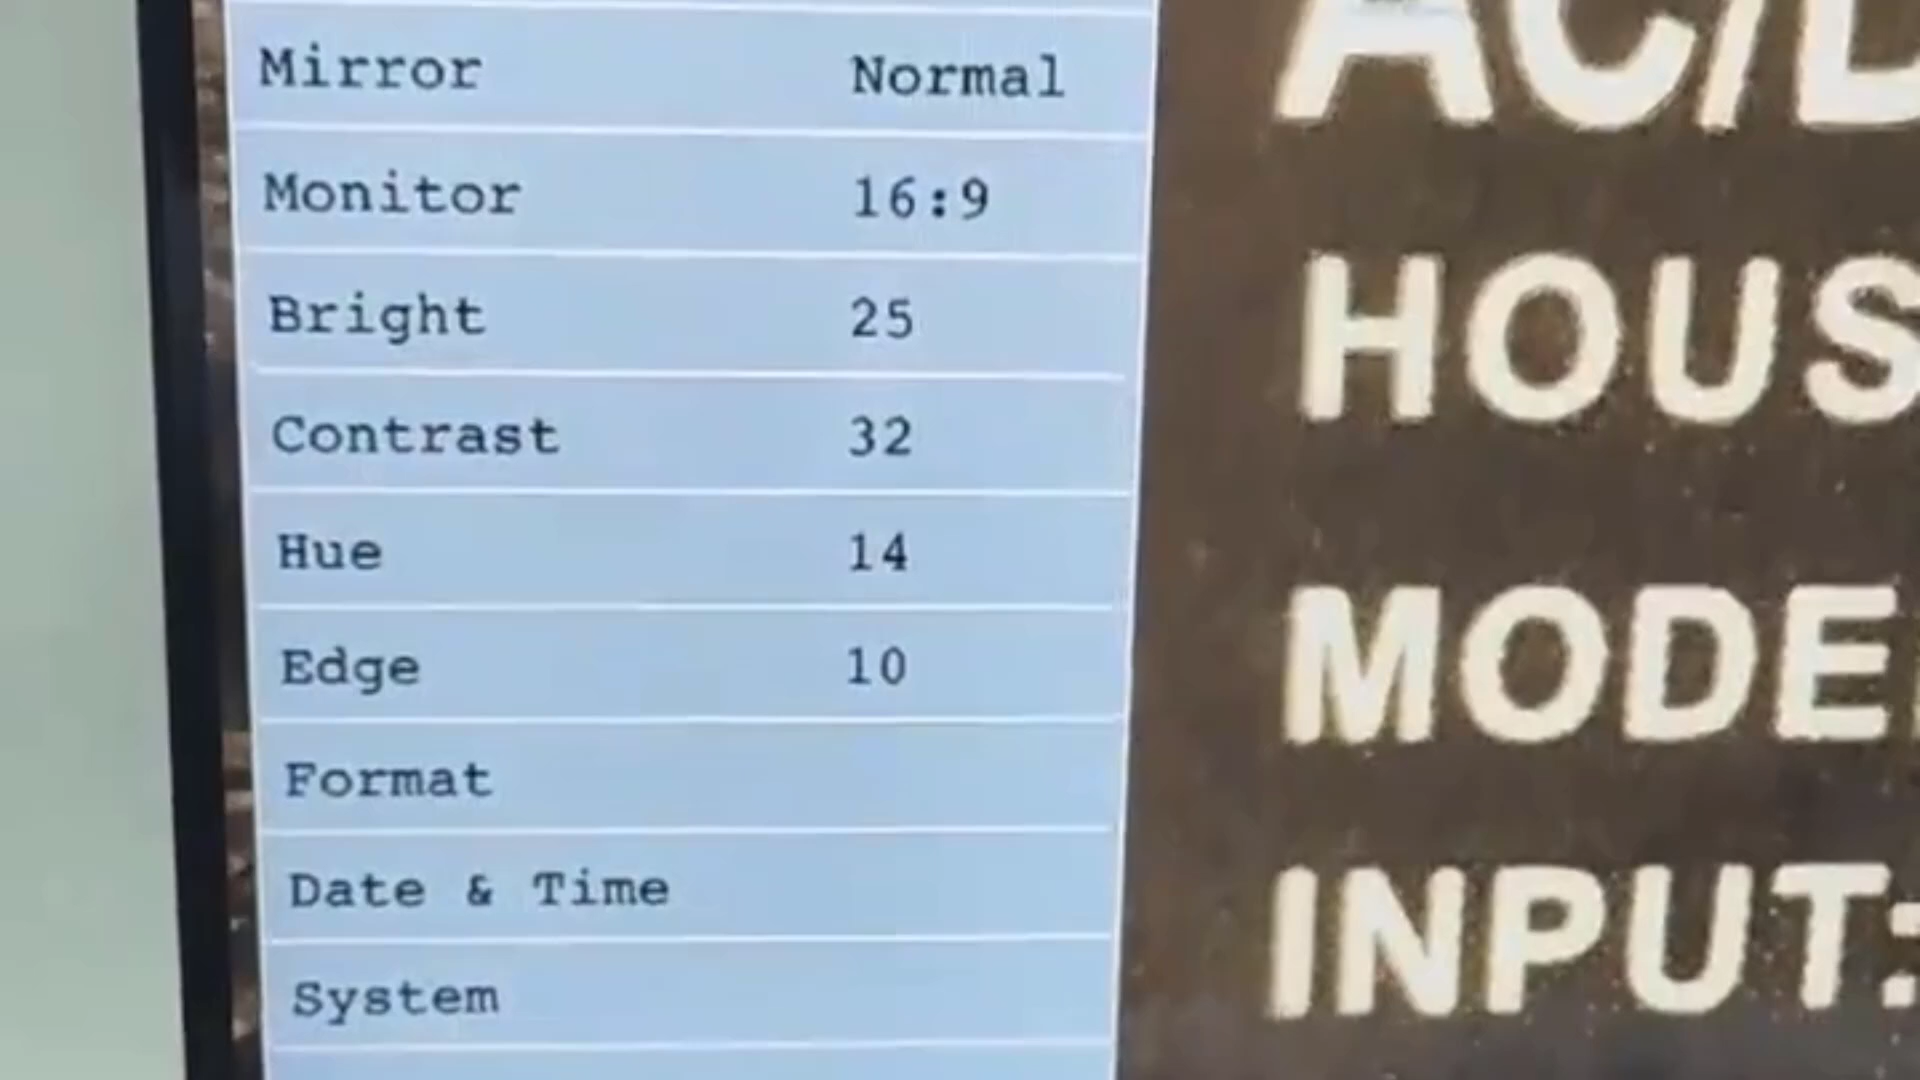 Mirror Normal
Monitor 16:9
Bright 25
Contrast 32
Hue 14
Edge 10
Format
Date & Time
System
AC/D
HOUS
MODE
INPUT: